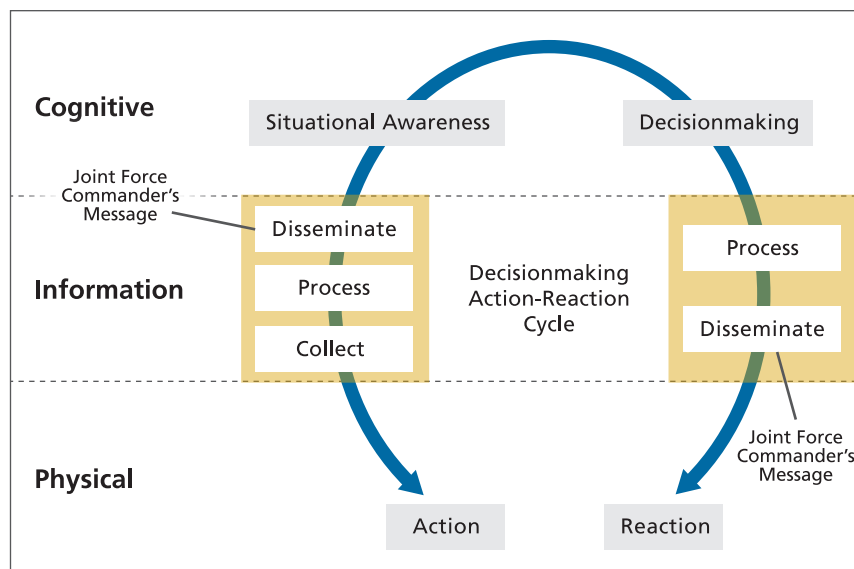 Cognitive
Situational Awareness
Decisionmaking
Joint Force
Commander's
Message
Information
Disseminate
Process
Collect
Decisionmaking
Action-Reaction
Cycle
Process
Disseminate
Joint Force
Commander's
Message
Physical
Action
Reaction